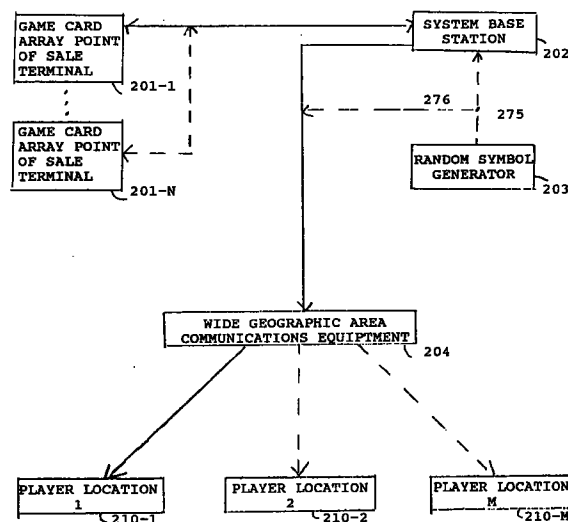 GAME CARD
ARRAY POINT
OF SALE
TERMINAL
201-1
GAME CARD
ARRAY POINT
OF SALE
TERMINAL
201-N
SYSTEM BASE
STATION
202
276
275
RANDOM SYMBOL
GENERATOR
203
WIDE GEOGRAPHIC AREA
COMMUNICATIONS EQUIPTMENT
204
PLAYER LOCATION
1
210-1
PLAYER LOCATION
2
210-2
PLAYER LOCATION
M
210-M